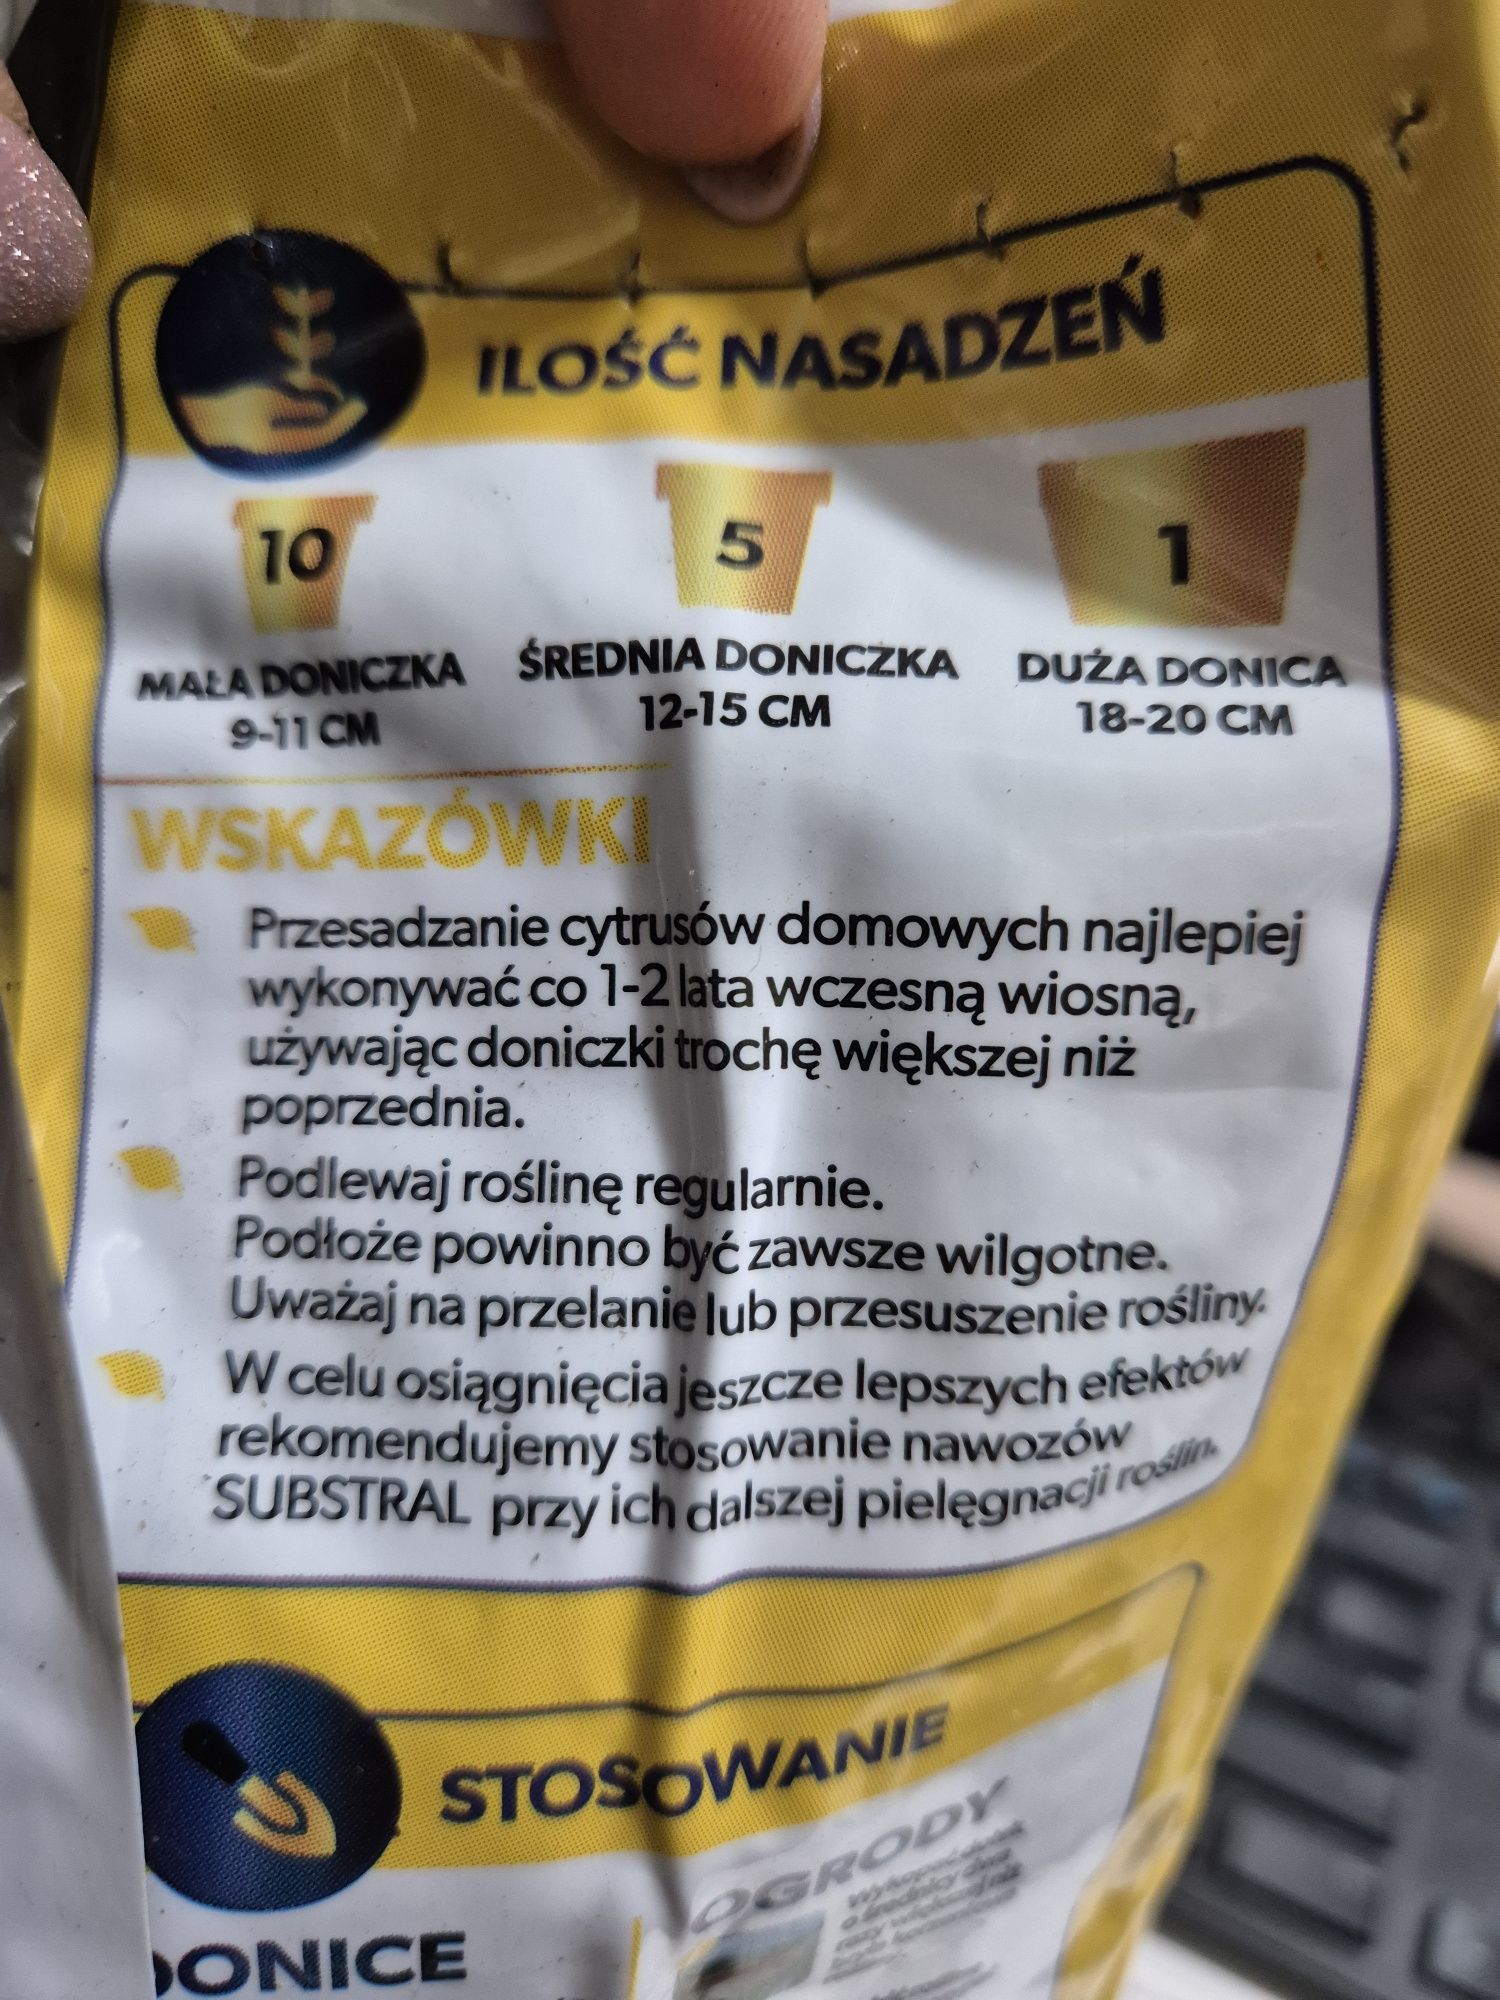 ILOŚĆ NASADZEŃ
10
5
1
MAŁA DONICZKA
9-11 CM
ŚREDNIA DONICZKA
12-15 CM
DUŻA DONICA
18-20 CM
WSKAZÓWKI
Przesadzanie cytrusów domowych najlepiej
wykonywać co 1-2 lata wczesną wiosną,
używając doniczki trochę większej niż
poprzednia.
Podlewaj roślinę regularnie.
Podłoże powinno być zawsze wilgotne.
Uważaj na przelanie lub przesuszenie rośliny.
W celu osiągnięcia jeszcze lepszych efektów
rekomendujemy stosowanie nawozów
SUBSTRAL przy ich dalszej pielęgnacji roślin.
STOSOWANIE
DONICE
OGRODY